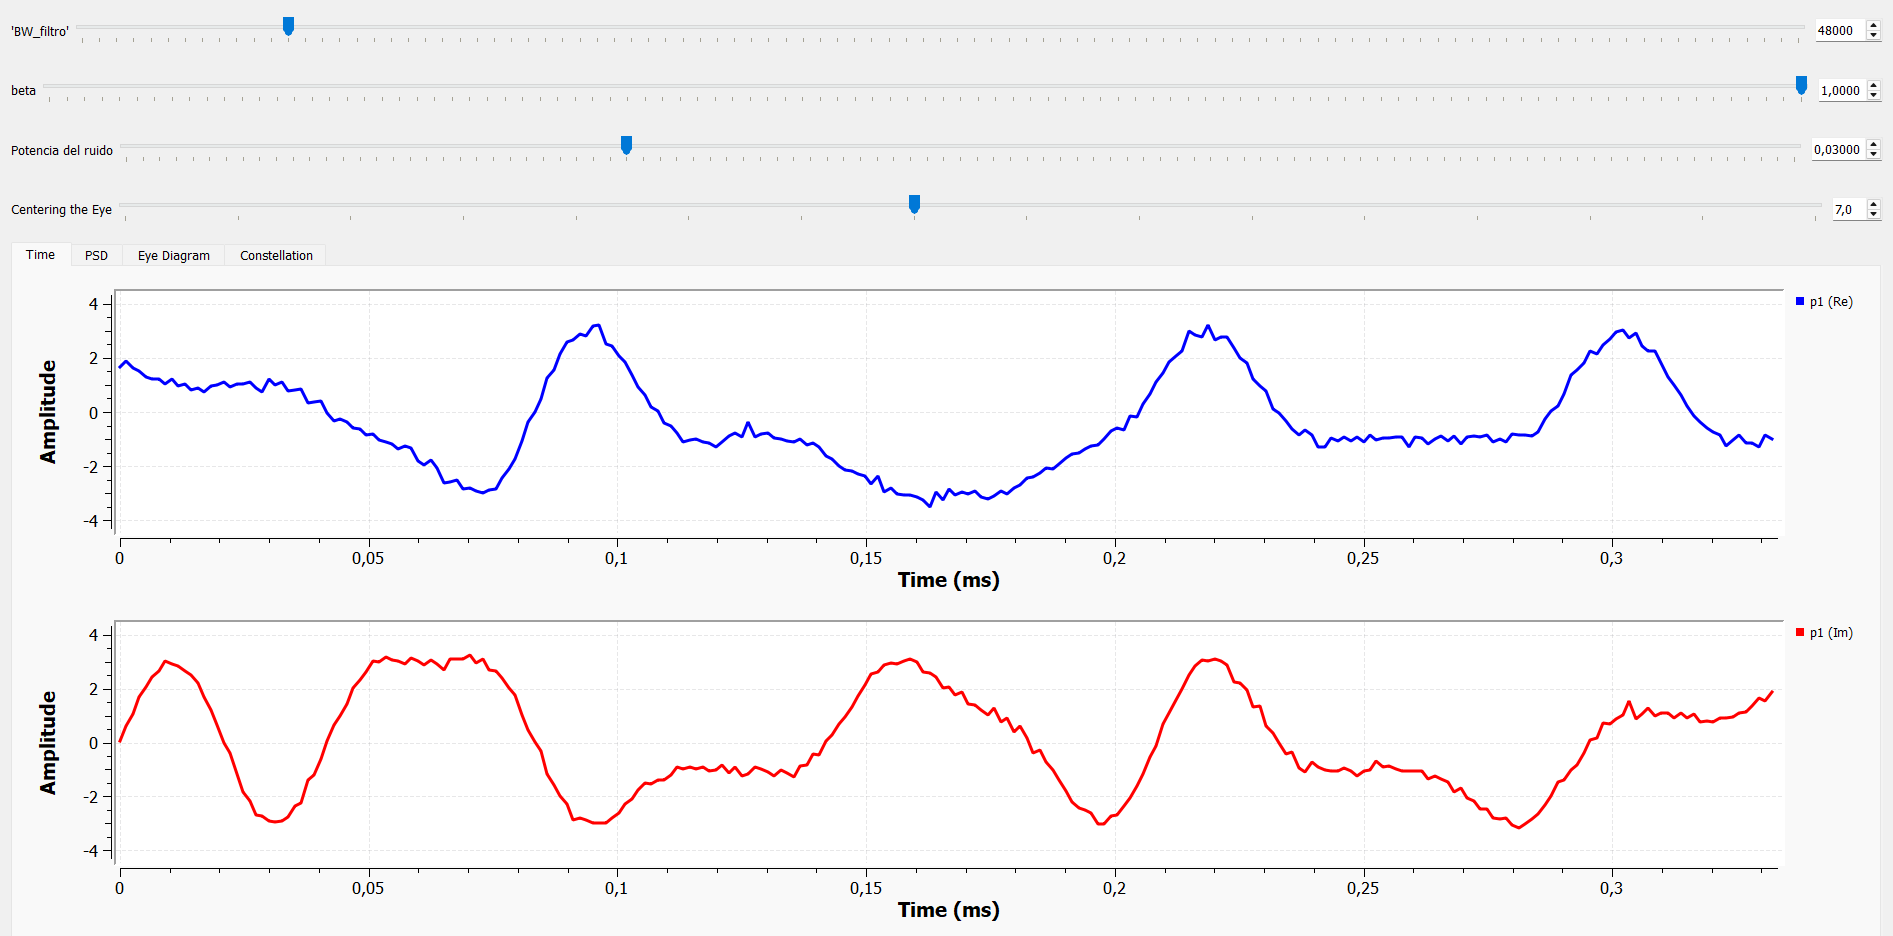 'BW_filtro' 48000
beta 1,0000
Potencia del ruido 0,03000
Centering the Eye 7,0
Time PSD Eye Diagram Constellation
p1 (Re)
Amplitude
4
2
0
-2
-4
0 0,05 0,1 0,15 0,2 0,25 0,3
Time (ms)
p1 (Im)
Amplitude
4
2
0
-2
-4
0 0,05 0,1 0,15 0,2 0,25 0,3
Time (ms)